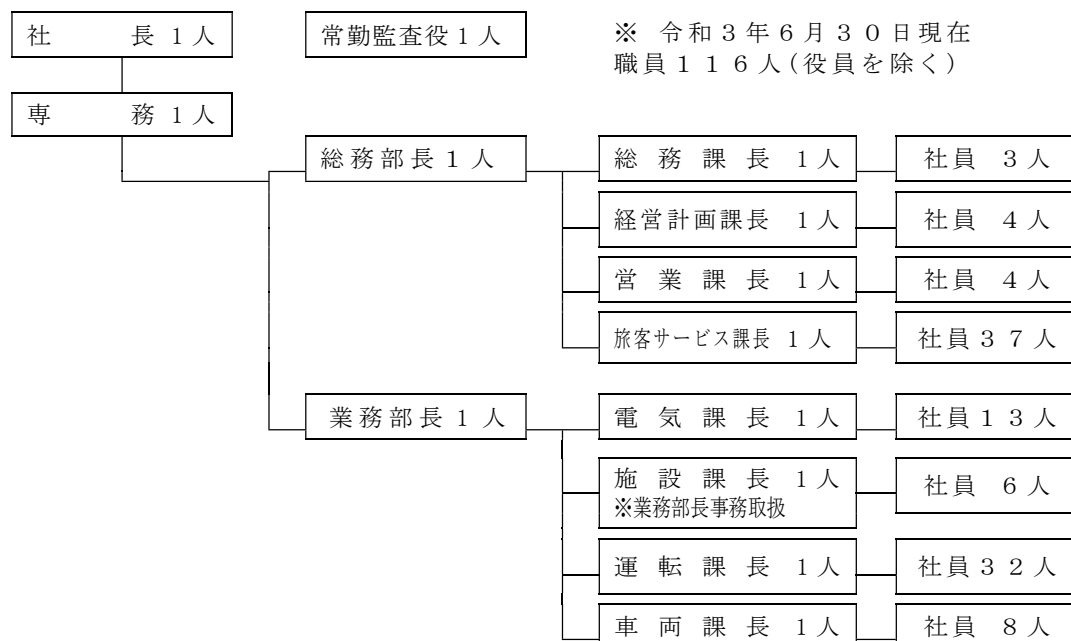 社長 1人
常勤監査役1人
※ 令和3年6月30日現在
職員116人(役員を除く)
専務 1人
総務部長1人
総務課長 1人
社員 3人
経営計画課長 1人
社員 4人
営業課長 1人
社員 4人
旅客サービス課長 1人
社員37人
業務部長1人
電気課長 1人
社員13人
施設課長 1人
※業務部長事務取扱
社員 6人
運転課長 1人
社員32人
車両課長 1人
社員 8人